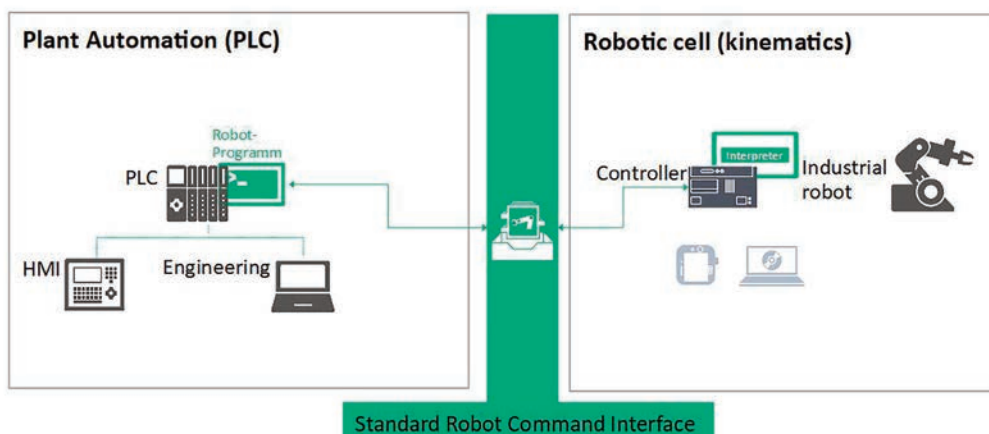 Plant Automation (PLC)
Robot-
Programm
PLC
>_
HMI
Engineering
Robotic cell (kinematics)
Interpreter
Controller
Industrial
robot
Standard Robot Command Interface